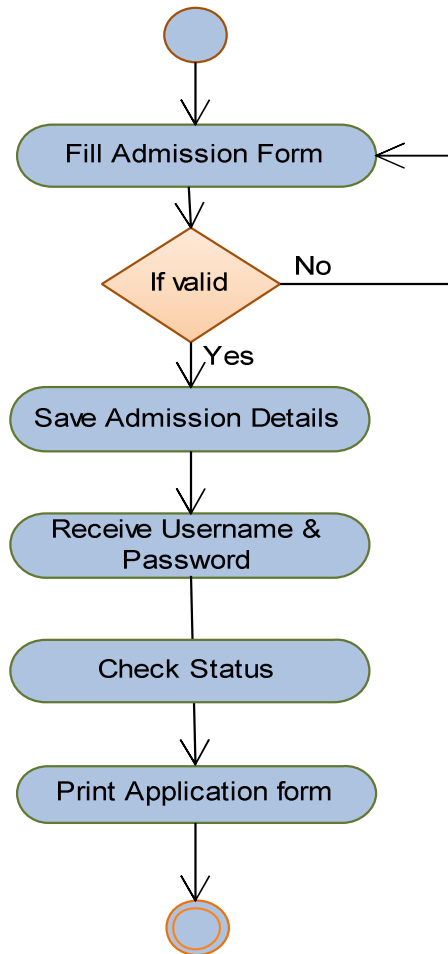 Fill Admission Form
If valid
No
Yes
Save Admission Details
Receive Username &
Password
Check Status
Print Application form